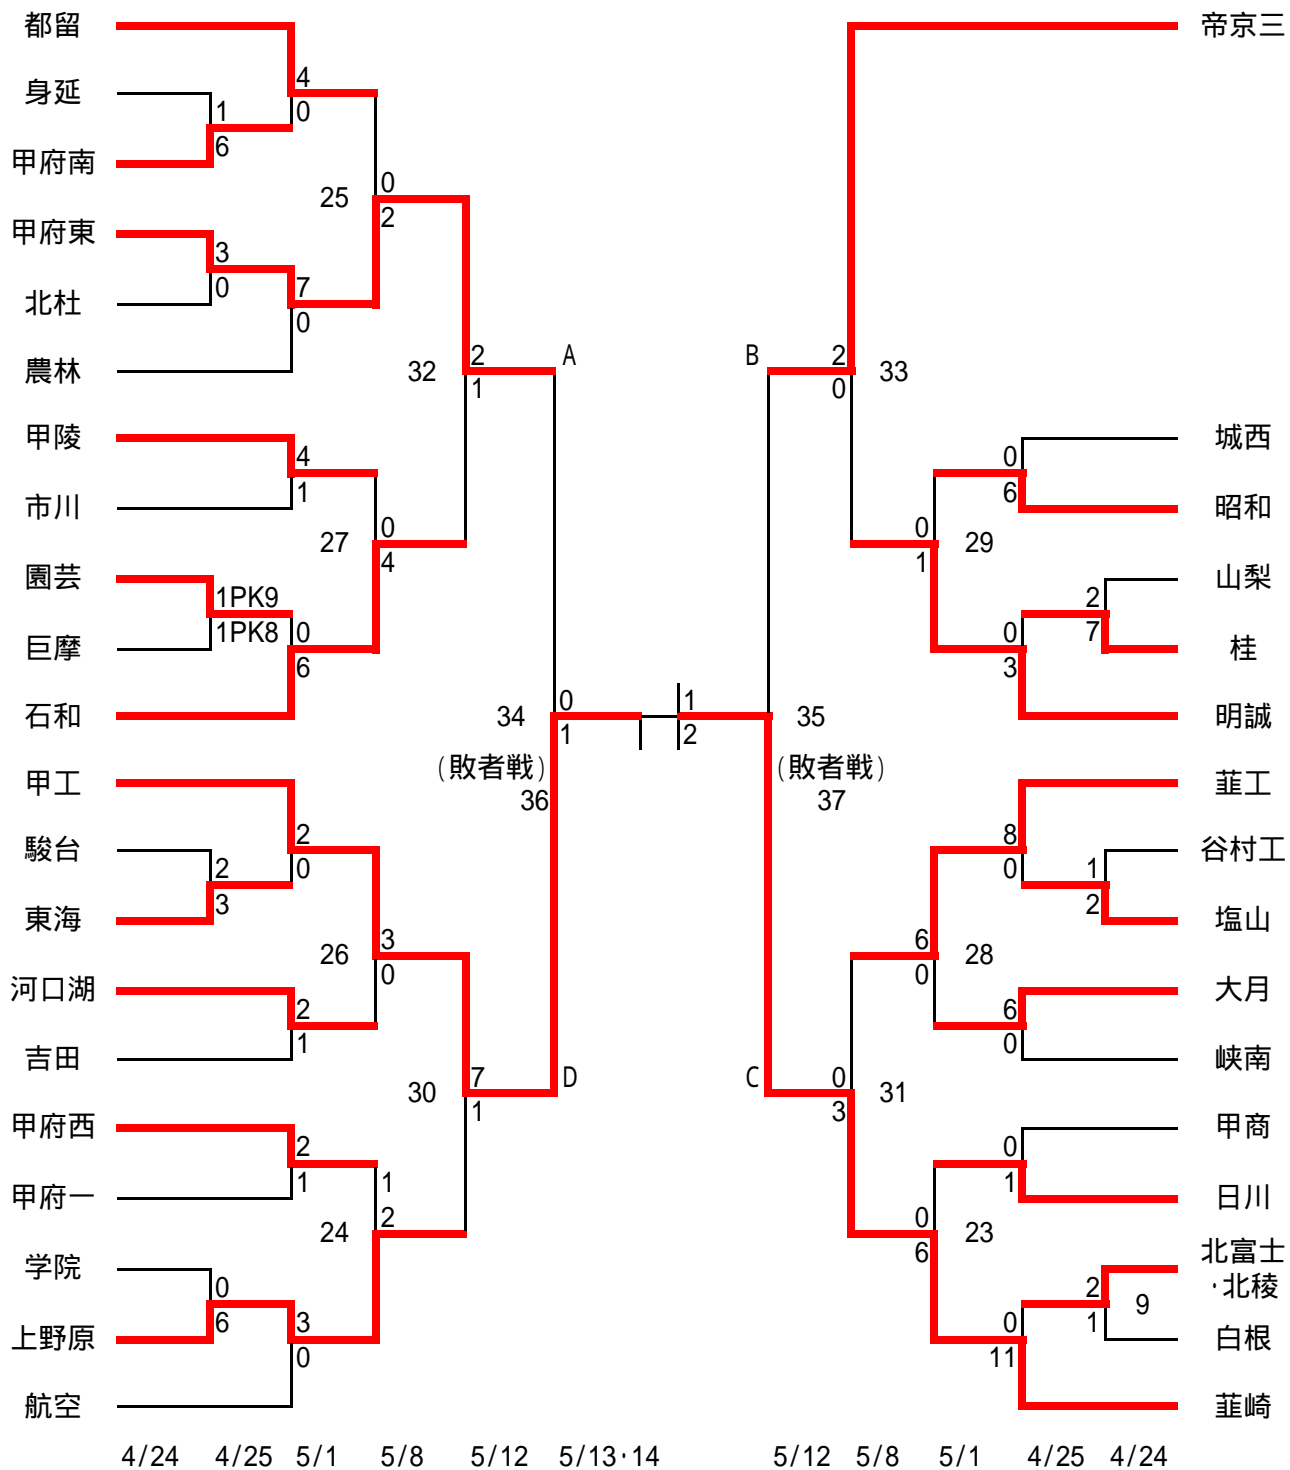 都留
帝京三
4
身延
1
0
6
甲府南
0
25
2
甲府東
3
7
0
北杜
0
農林
32
2
A
B
2
33
1
0
甲陵
城西
4
0
市川
1
6
昭和
0
0
27
29
4
1
園芸
山梨
1PK9
2
1PK8
0
0
7
巨摩
桂
6
3
石和
明誠
0
1
34
35
1
2
(敗者戦)
(敗者戦)
36
37
甲工
韮工
2
8
駿台
谷村工
2
0
0
1
3
2
東海
塩山
3
6
26
28
0
0
河口湖
大月
2
6
吉田
1
0
峡南
30
7
D
C
0
31
1
3
甲府西
甲商
2
0
1
1
1
甲府一
日川
2
0
24
23
6
学院
北富士
・北稜
0
2
9
6
3
0
1
上野原
白根
0
11
航空
韮崎
4/24 4/25 5/1 5/8 5/12 5/13・14 5/12 5/8 5/1 4/25 4/24